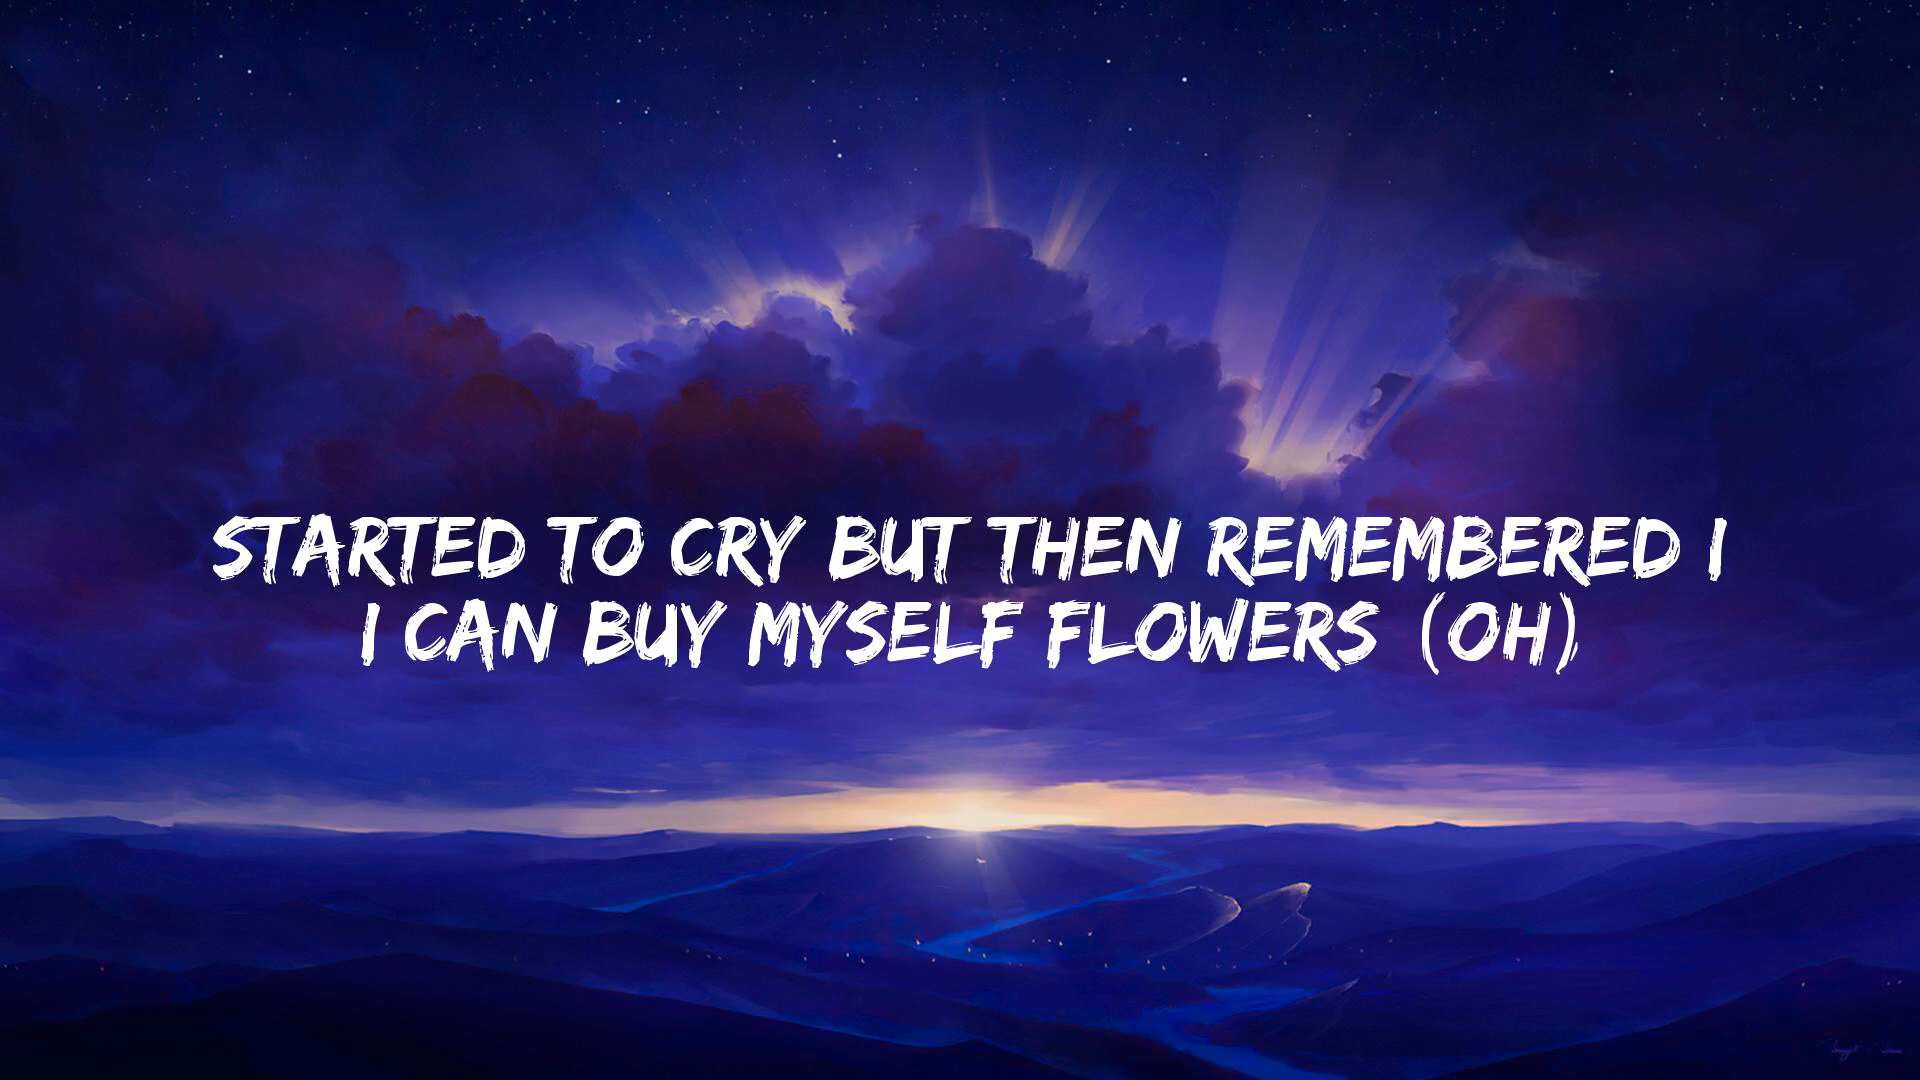 STARTED TO CRY BUT THEN REMEMBERED I
I CAN BUY MYSELF FLOWERS (OH)